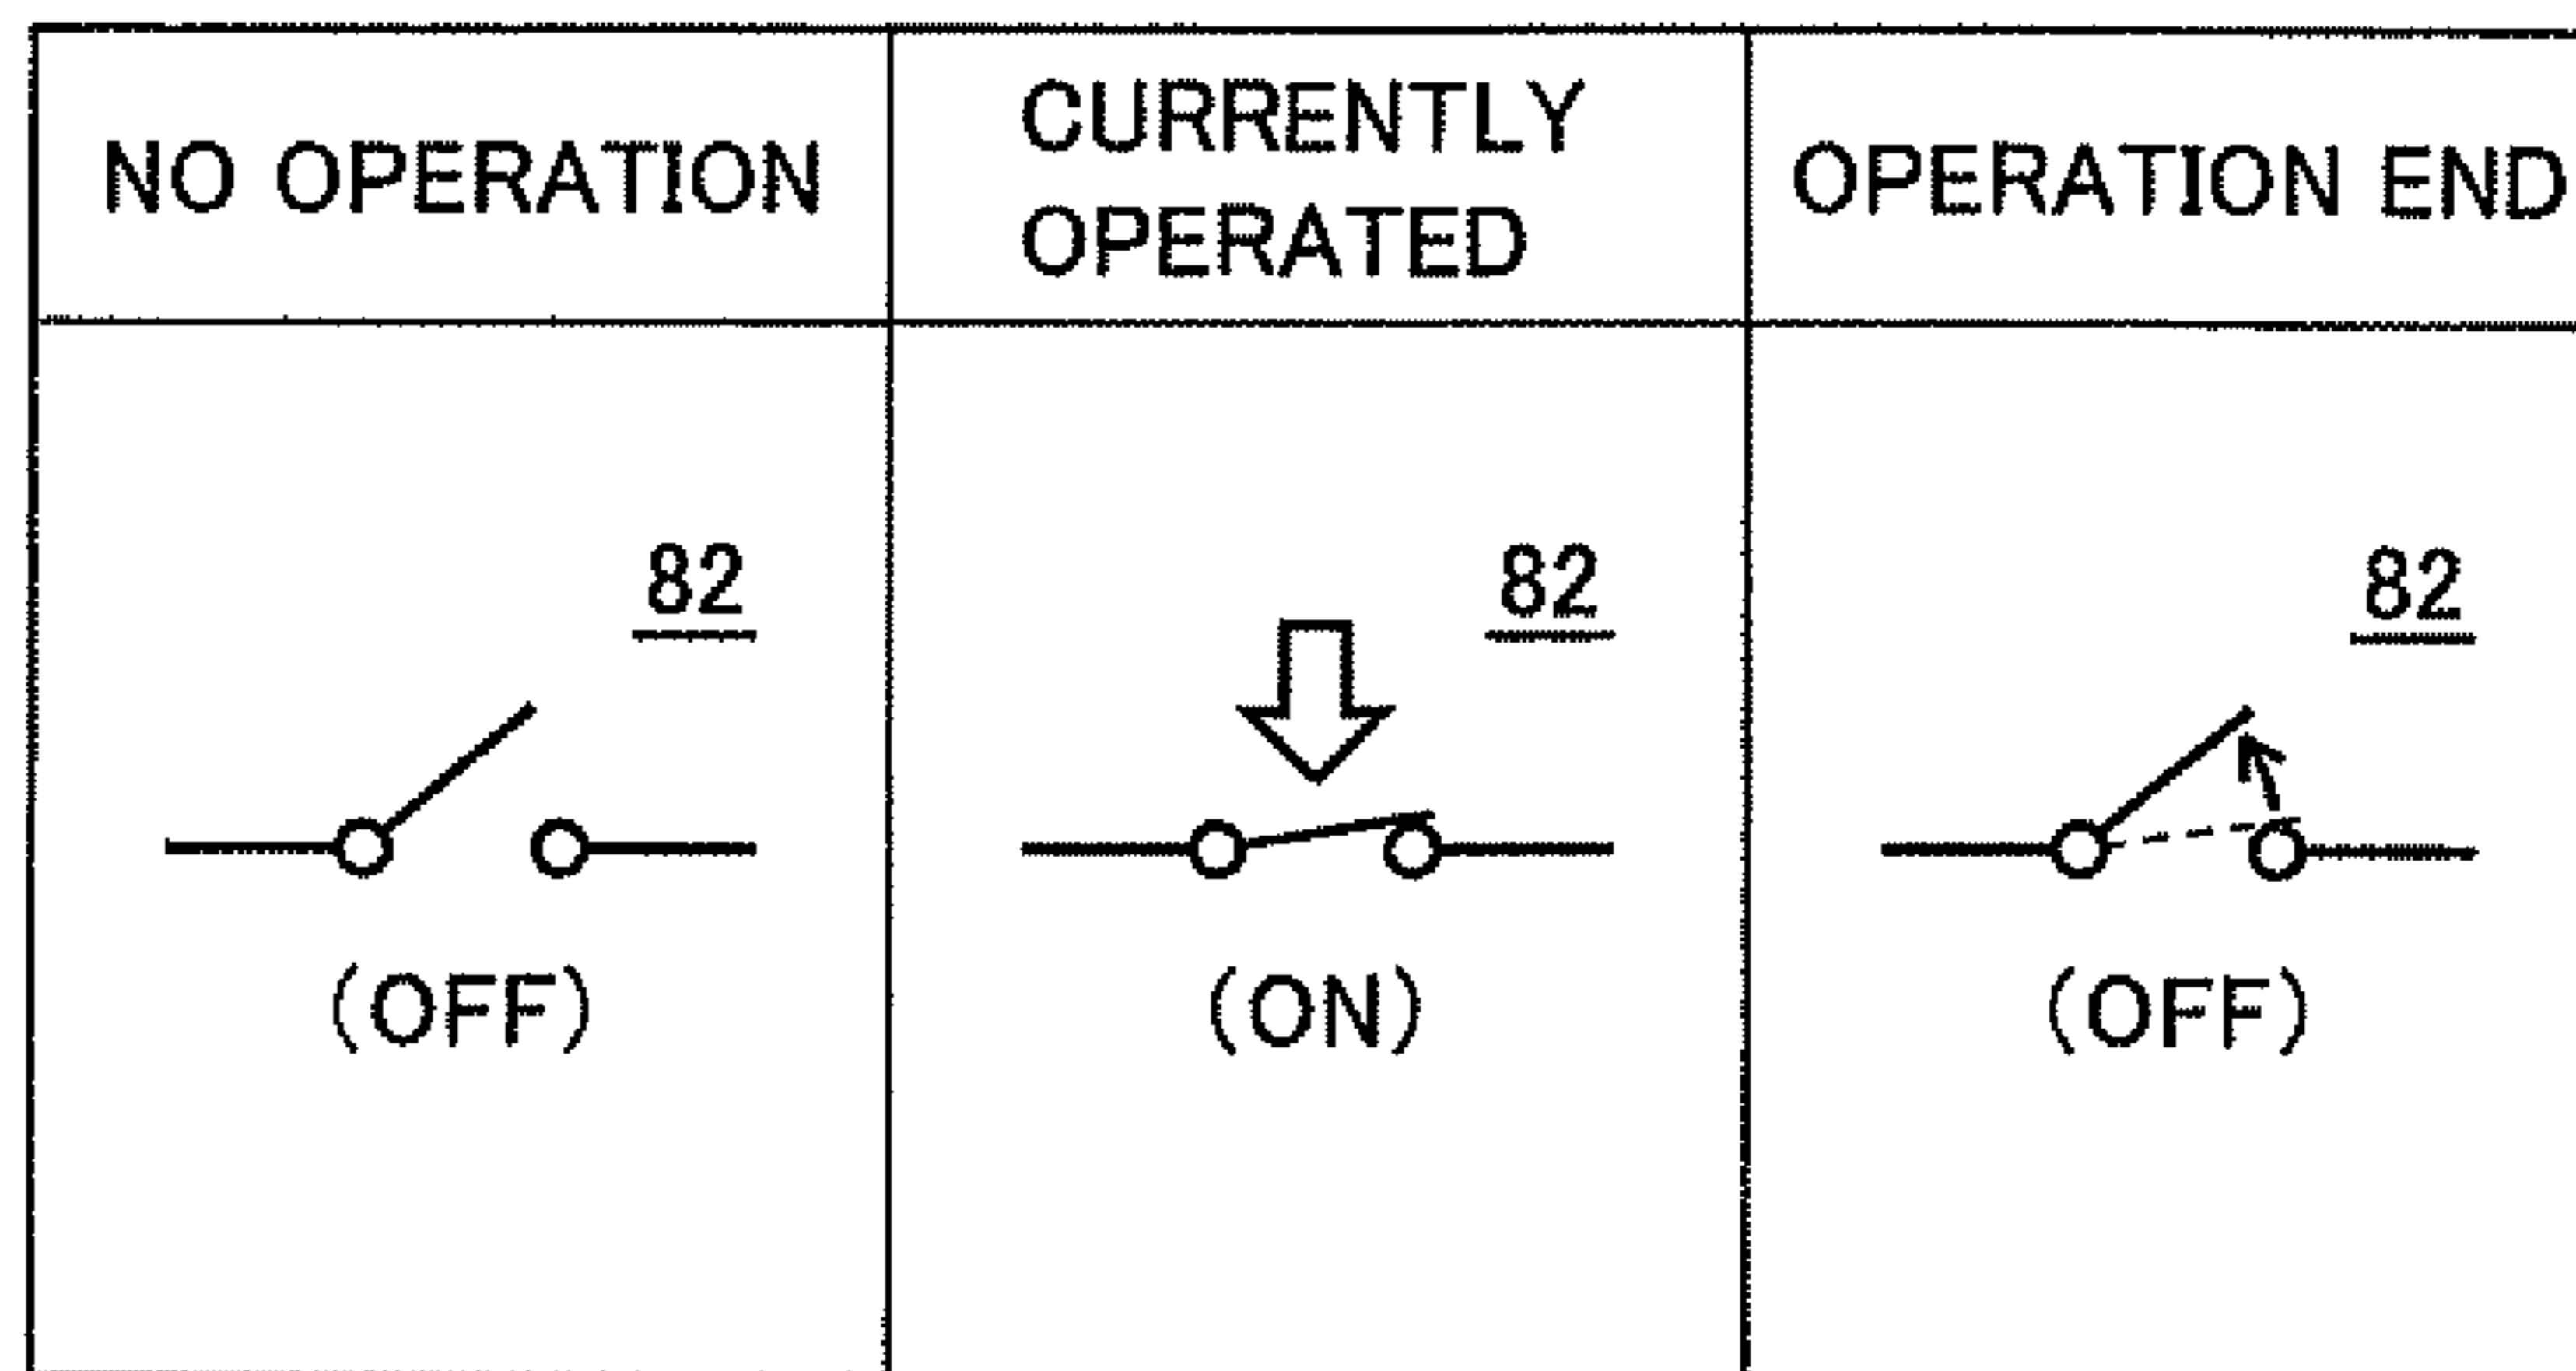 NO OPERATION
CURRENTLY
OPERATED
OPERATION END
82
82
82
(OFF)
(ON)
(OFF)